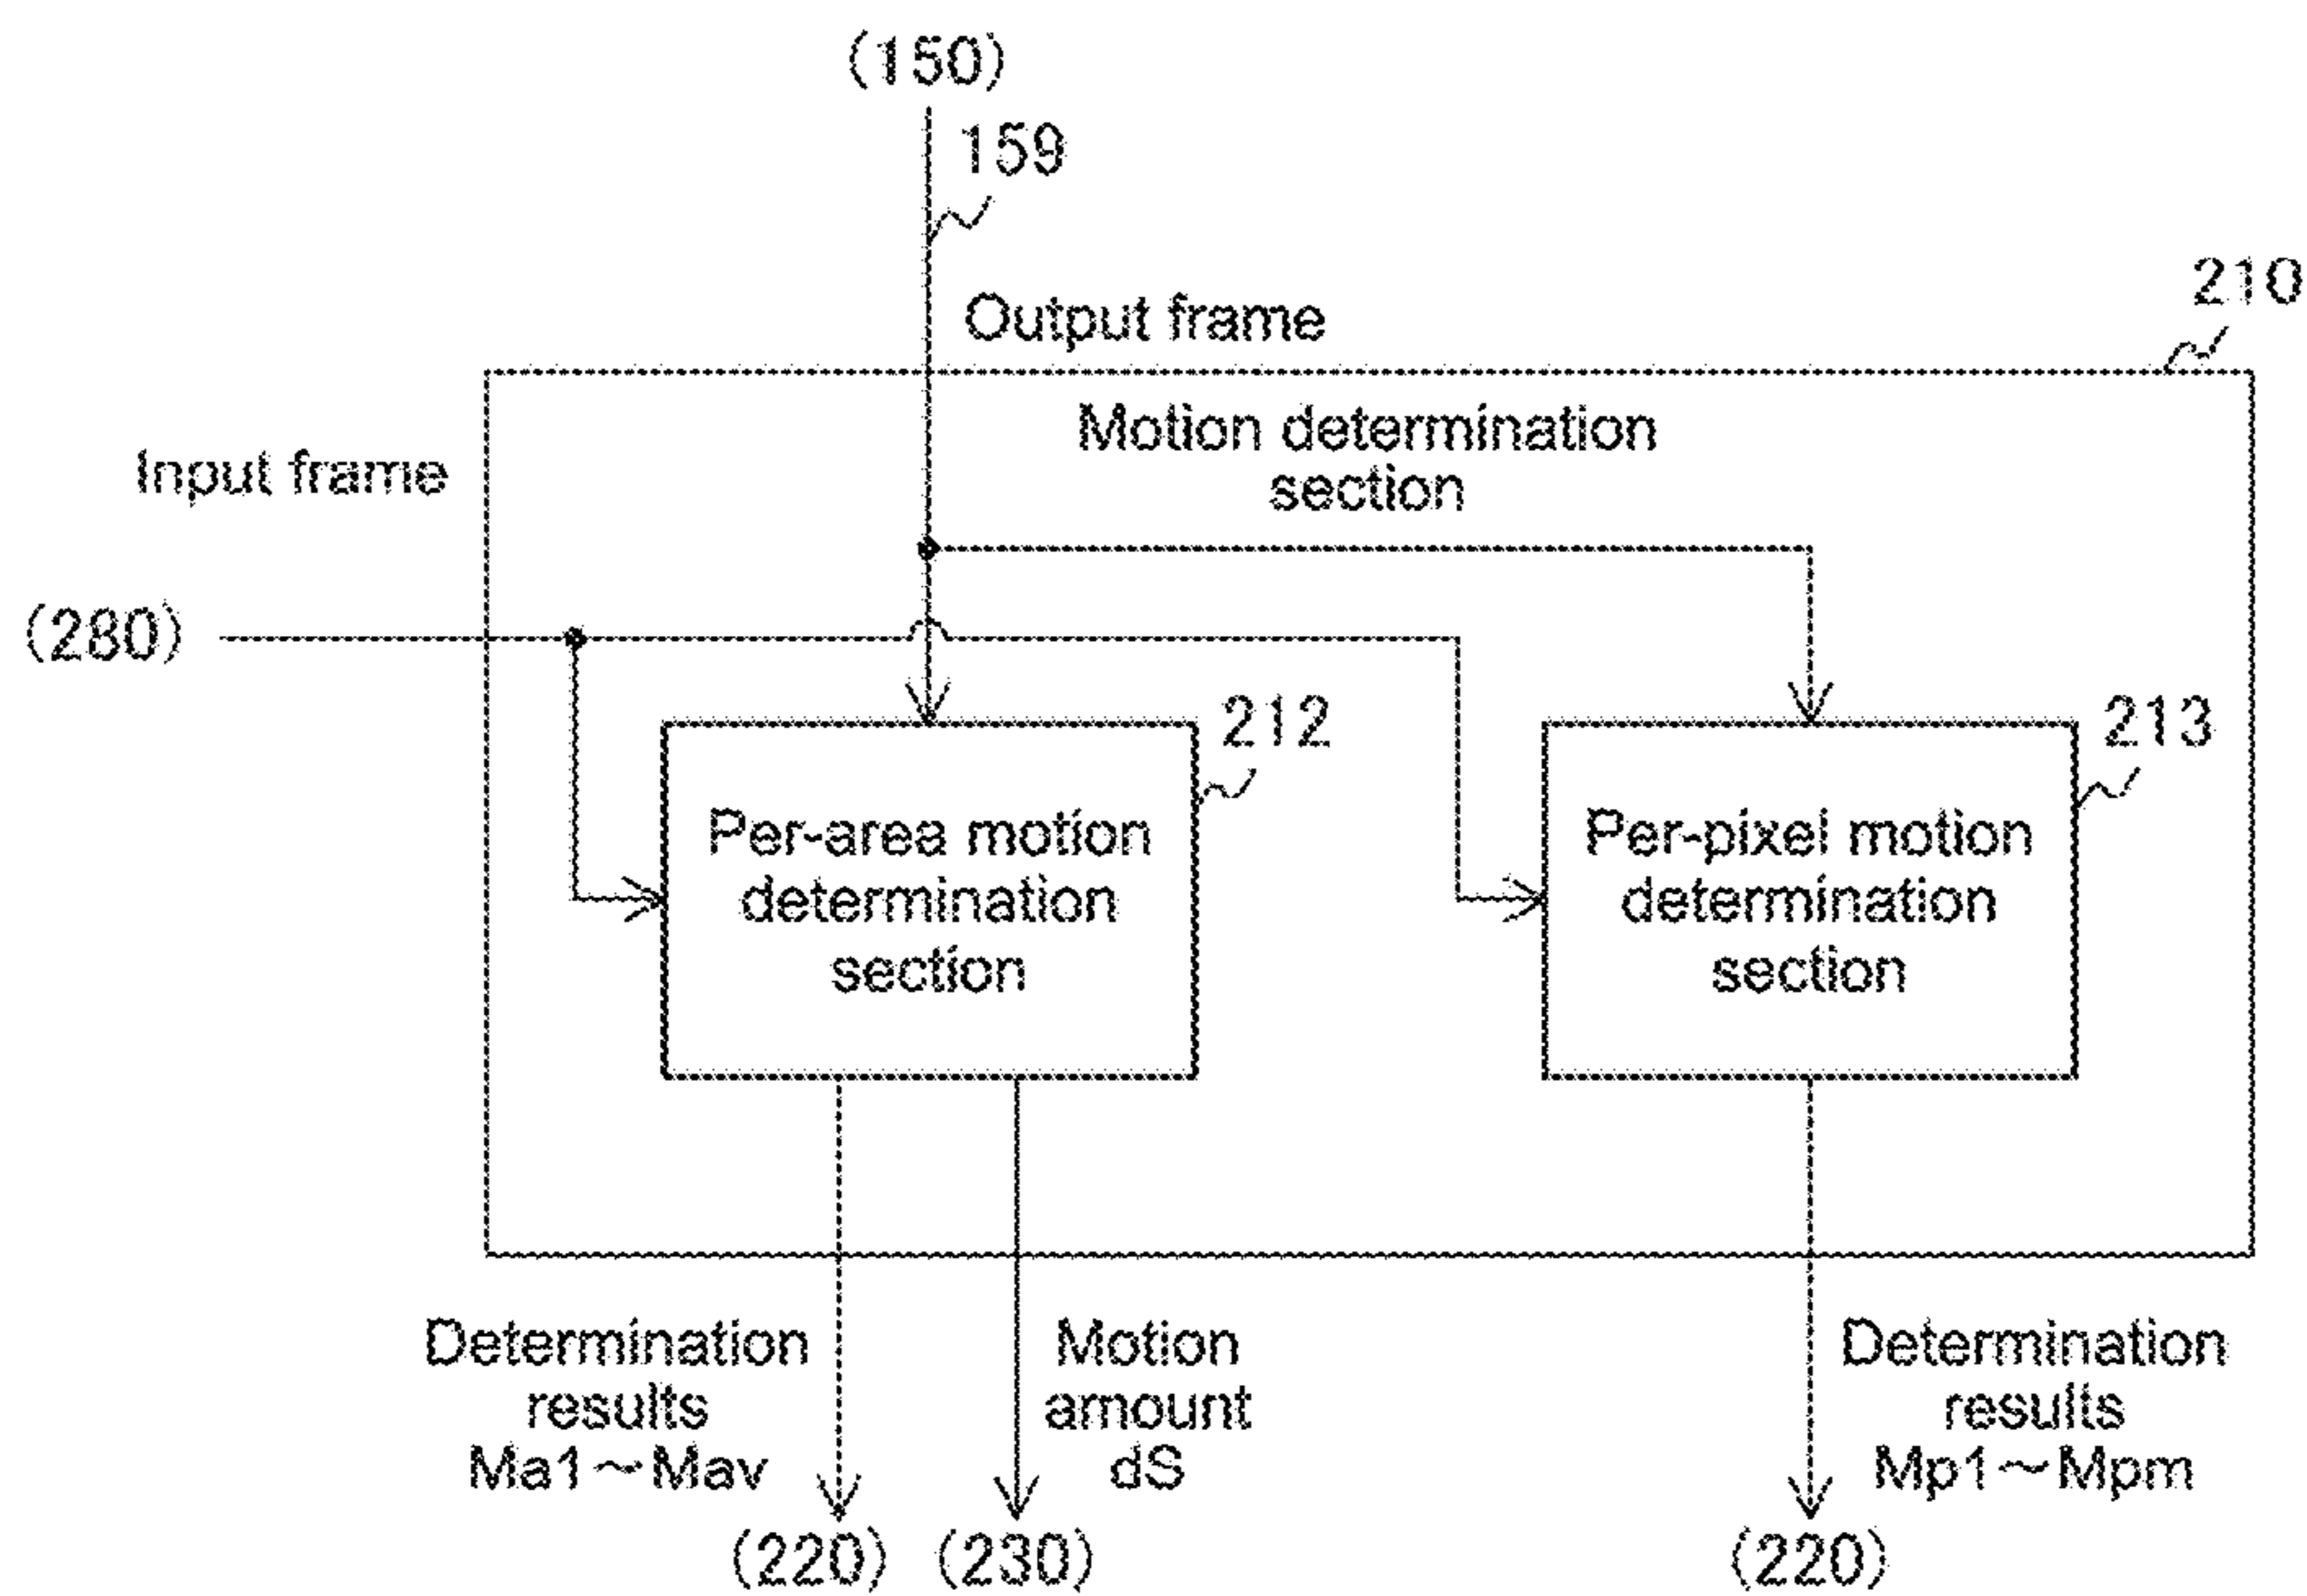 (150)
159
Output frame
210
Motion determination
section
Input frame
(280)
212
213
Per-area motion
determination
section
Per-pixel motion
determination
section
Determination
results
Ma1~Mav
Motion
amount
dS
Determination
results
Mp1~Mpm
(220)
(230)
(220)